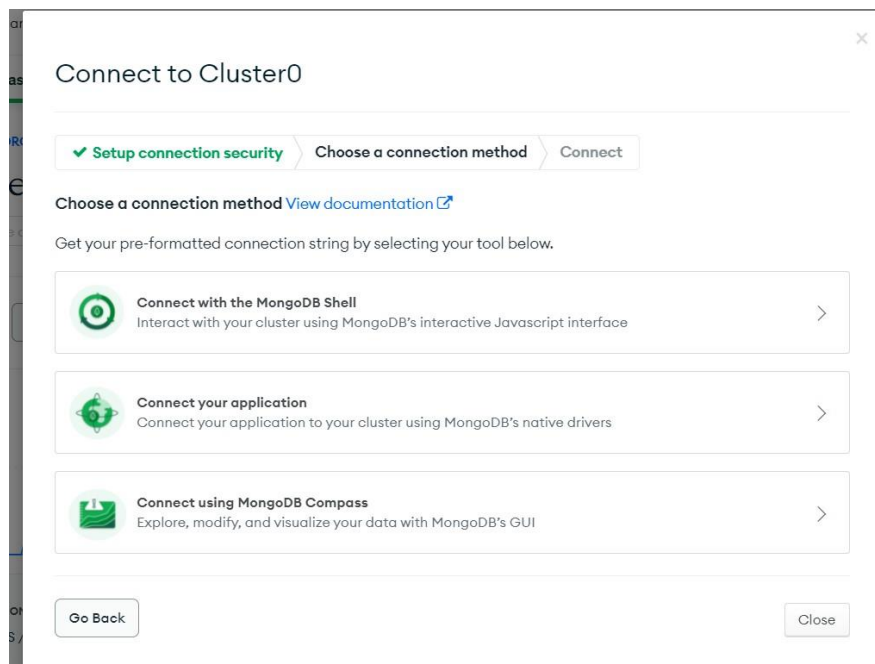 Connect to Cluster0
Setup connection security
Choose a connection method
Connect
Choose a connection method View documentation
Get your pre-formatted connection string by selecting your tool below.
Connect with the MongoDB Shell
Interact with your cluster using MongoDB's interactive Javascript interface
Connect your application
Connect your application to your cluster using MongoDB's native drivers
Connect using MongoDB Compass
Explore, modify, and visualize your data with MongoDB's GUI
Go Back
Close